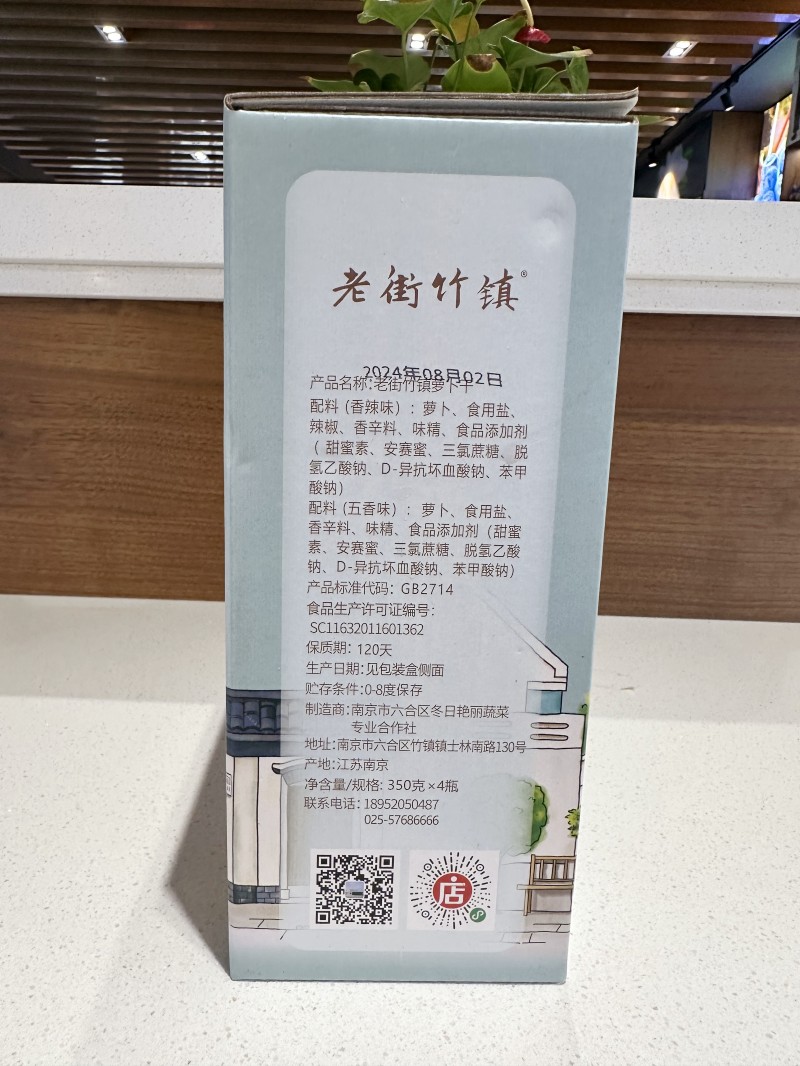 老街竹镇®
2024年08月02日
产品名称:老街竹镇萝卜干
配料（香辣味）：萝卜、食用盐、
辣椒、香辛料、味精、食品添加剂
（甜蜜素、安赛蜜、三氯蔗糖、脱
氢乙酸钠、D-异抗坏血酸钠、苯甲
酸钠）
配料（五香味）：萝卜、食用盐、
香辛料、味精、食品添加剂（甜蜜
素、安赛蜜、三氯蔗糖、脱氢乙酸
钠、D-异抗坏血酸钠、苯甲酸钠）
产品标准代码：GB2714
食品生产许可证编号：
SC11632011601362
保质期：120天
生产日期:见包装盒侧面
贮存条件:0-8度保存
制造商:南京市六合区冬日艳丽蔬菜
专业合作社
地址:南京市六合区竹镇镇士林南路130号
产地:江苏南京
净含量/规格: 350克×4瓶
联系电话：18952050487
025-57686666
店